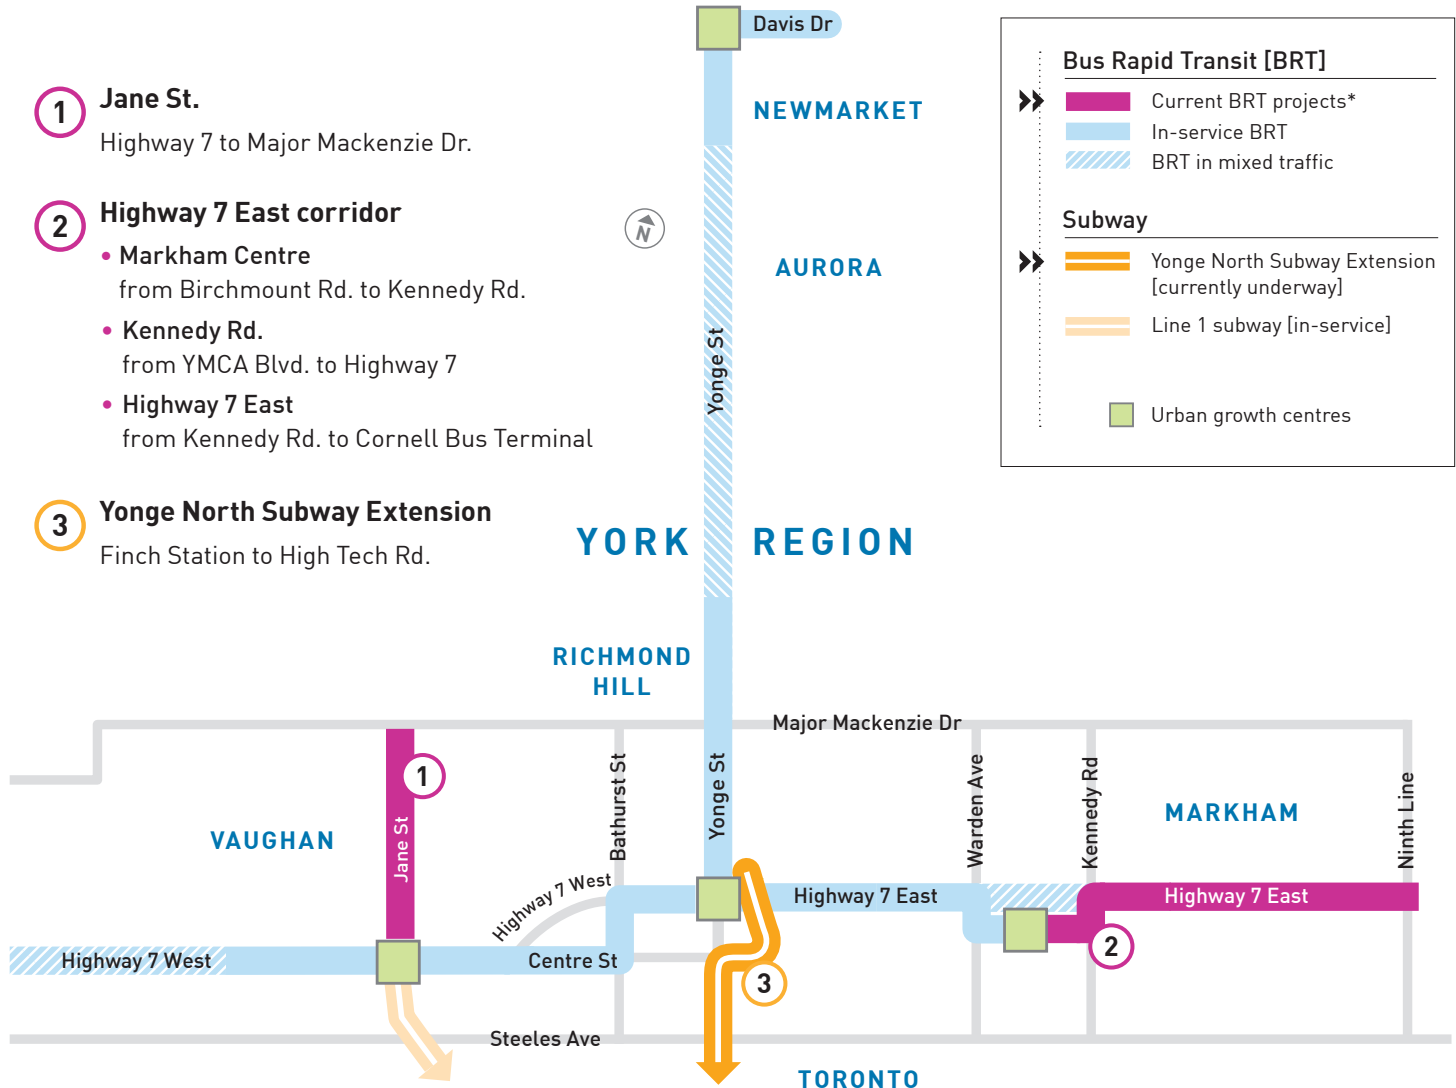 1
Jane St.
Highway 7 to Major Mackenzie Dr.
2
Highway 7 East corridor
• Markham Centre
from Birchmount Rd. to Kennedy Rd.
• Kennedy Rd.
from YMCA Blvd. to Highway 7
• Highway 7 East
from Kennedy Rd. to Cornell Bus Terminal
3
Yonge North Subway Extension
Finch Station to High Tech Rd.
Bus Rapid Transit [BRT]
Current BRT projects*
In-service BRT
BRT in mixed traffic
Subway
Yonge North Subway Extension
[currently underway]
Line 1 subway [in-service]
Urban growth centres
Davis Dr
NEWMARKET
N
AURORA
Yonge St
YORK REGION
RICHMOND
HILL
Major Mackenzie Dr
1
Jane St
VAUGHAN
Bathurst St
Yonge St
Warden Ave
Kennedy Rd
MARKHAM
Ninth Line
Highway 7 West
Highway 7 East
Highway 7 East
2
Highway 7 West
Centre St
3
Steeles Ave
TORONTO